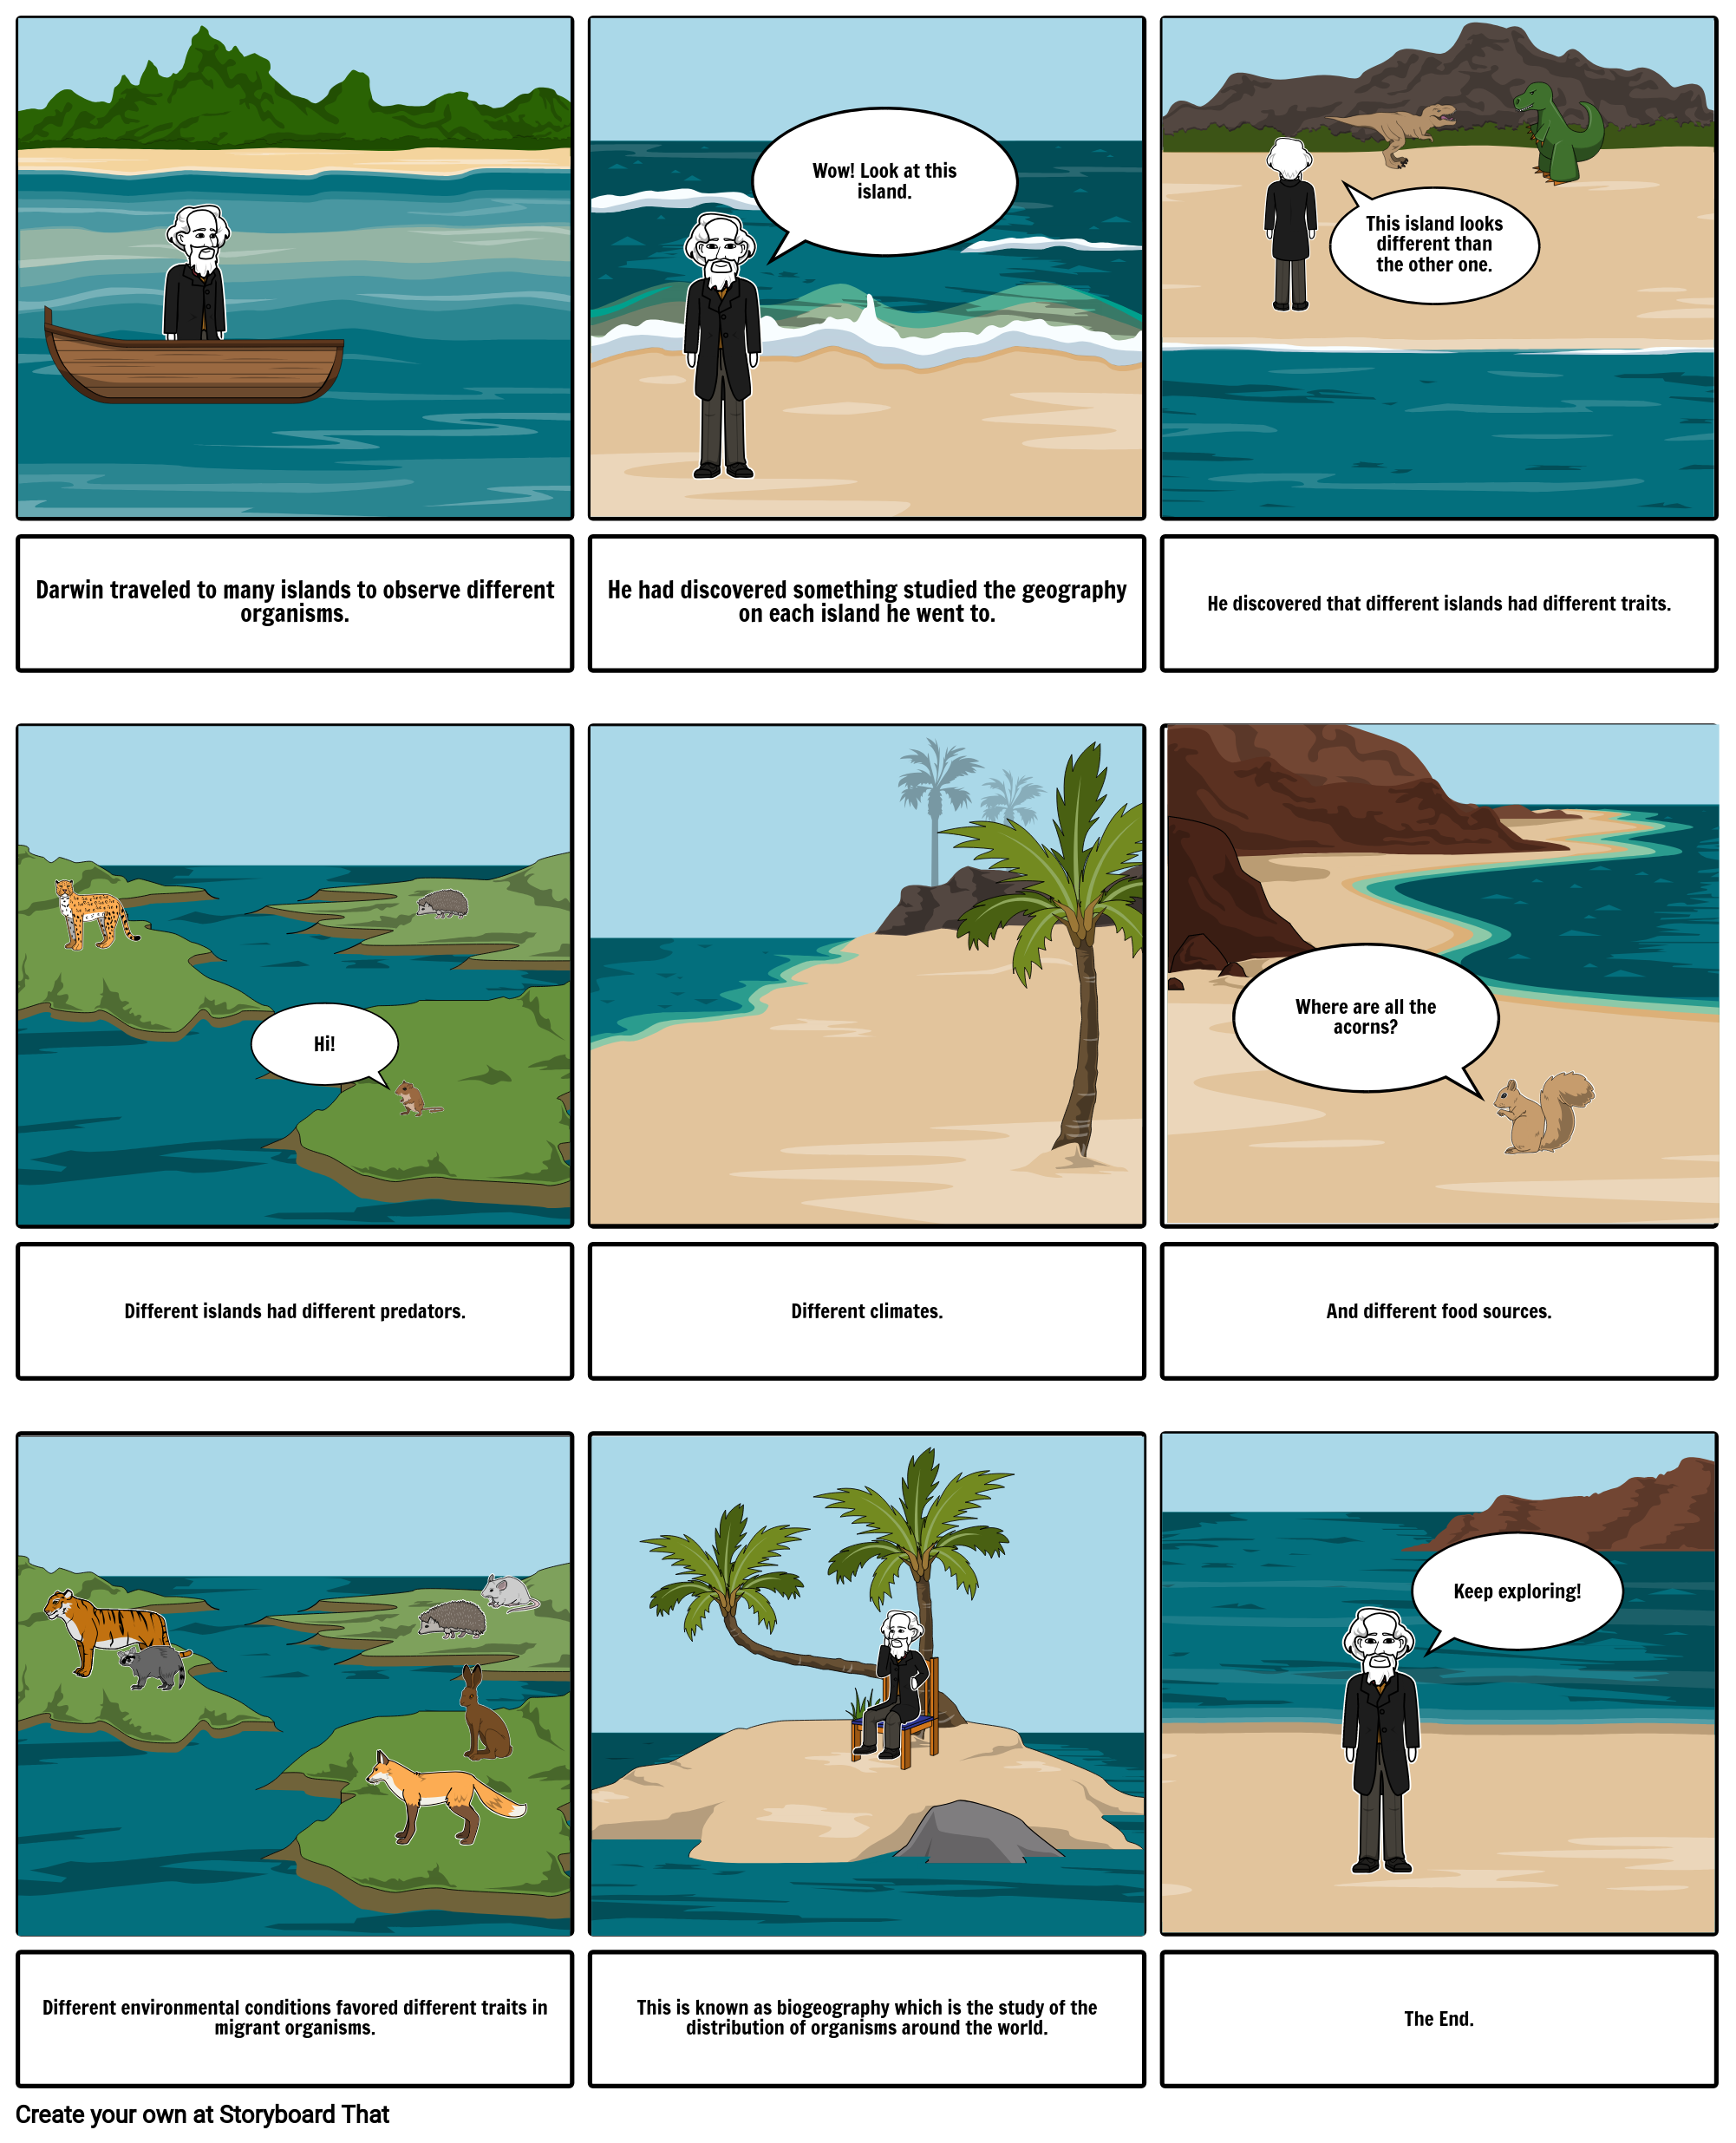 Wow! Look at this
island.
This island looks
different than
the other one.
Darwin traveled to many islands to observe different
organisms.
He had discovered something studied the geography
on each island he went to.
He discovered that different islands had different traits.
Hi!
Where are all the
acorns?
Different islands had different predators.
Different climates.
And different food sources.
Keep exploring!
Different environmental conditions favored different traits in
migrant organisms.
This is known as biogeography which is the study of the
distribution of organisms around the world.
The End.
Create your own at Storyboard That